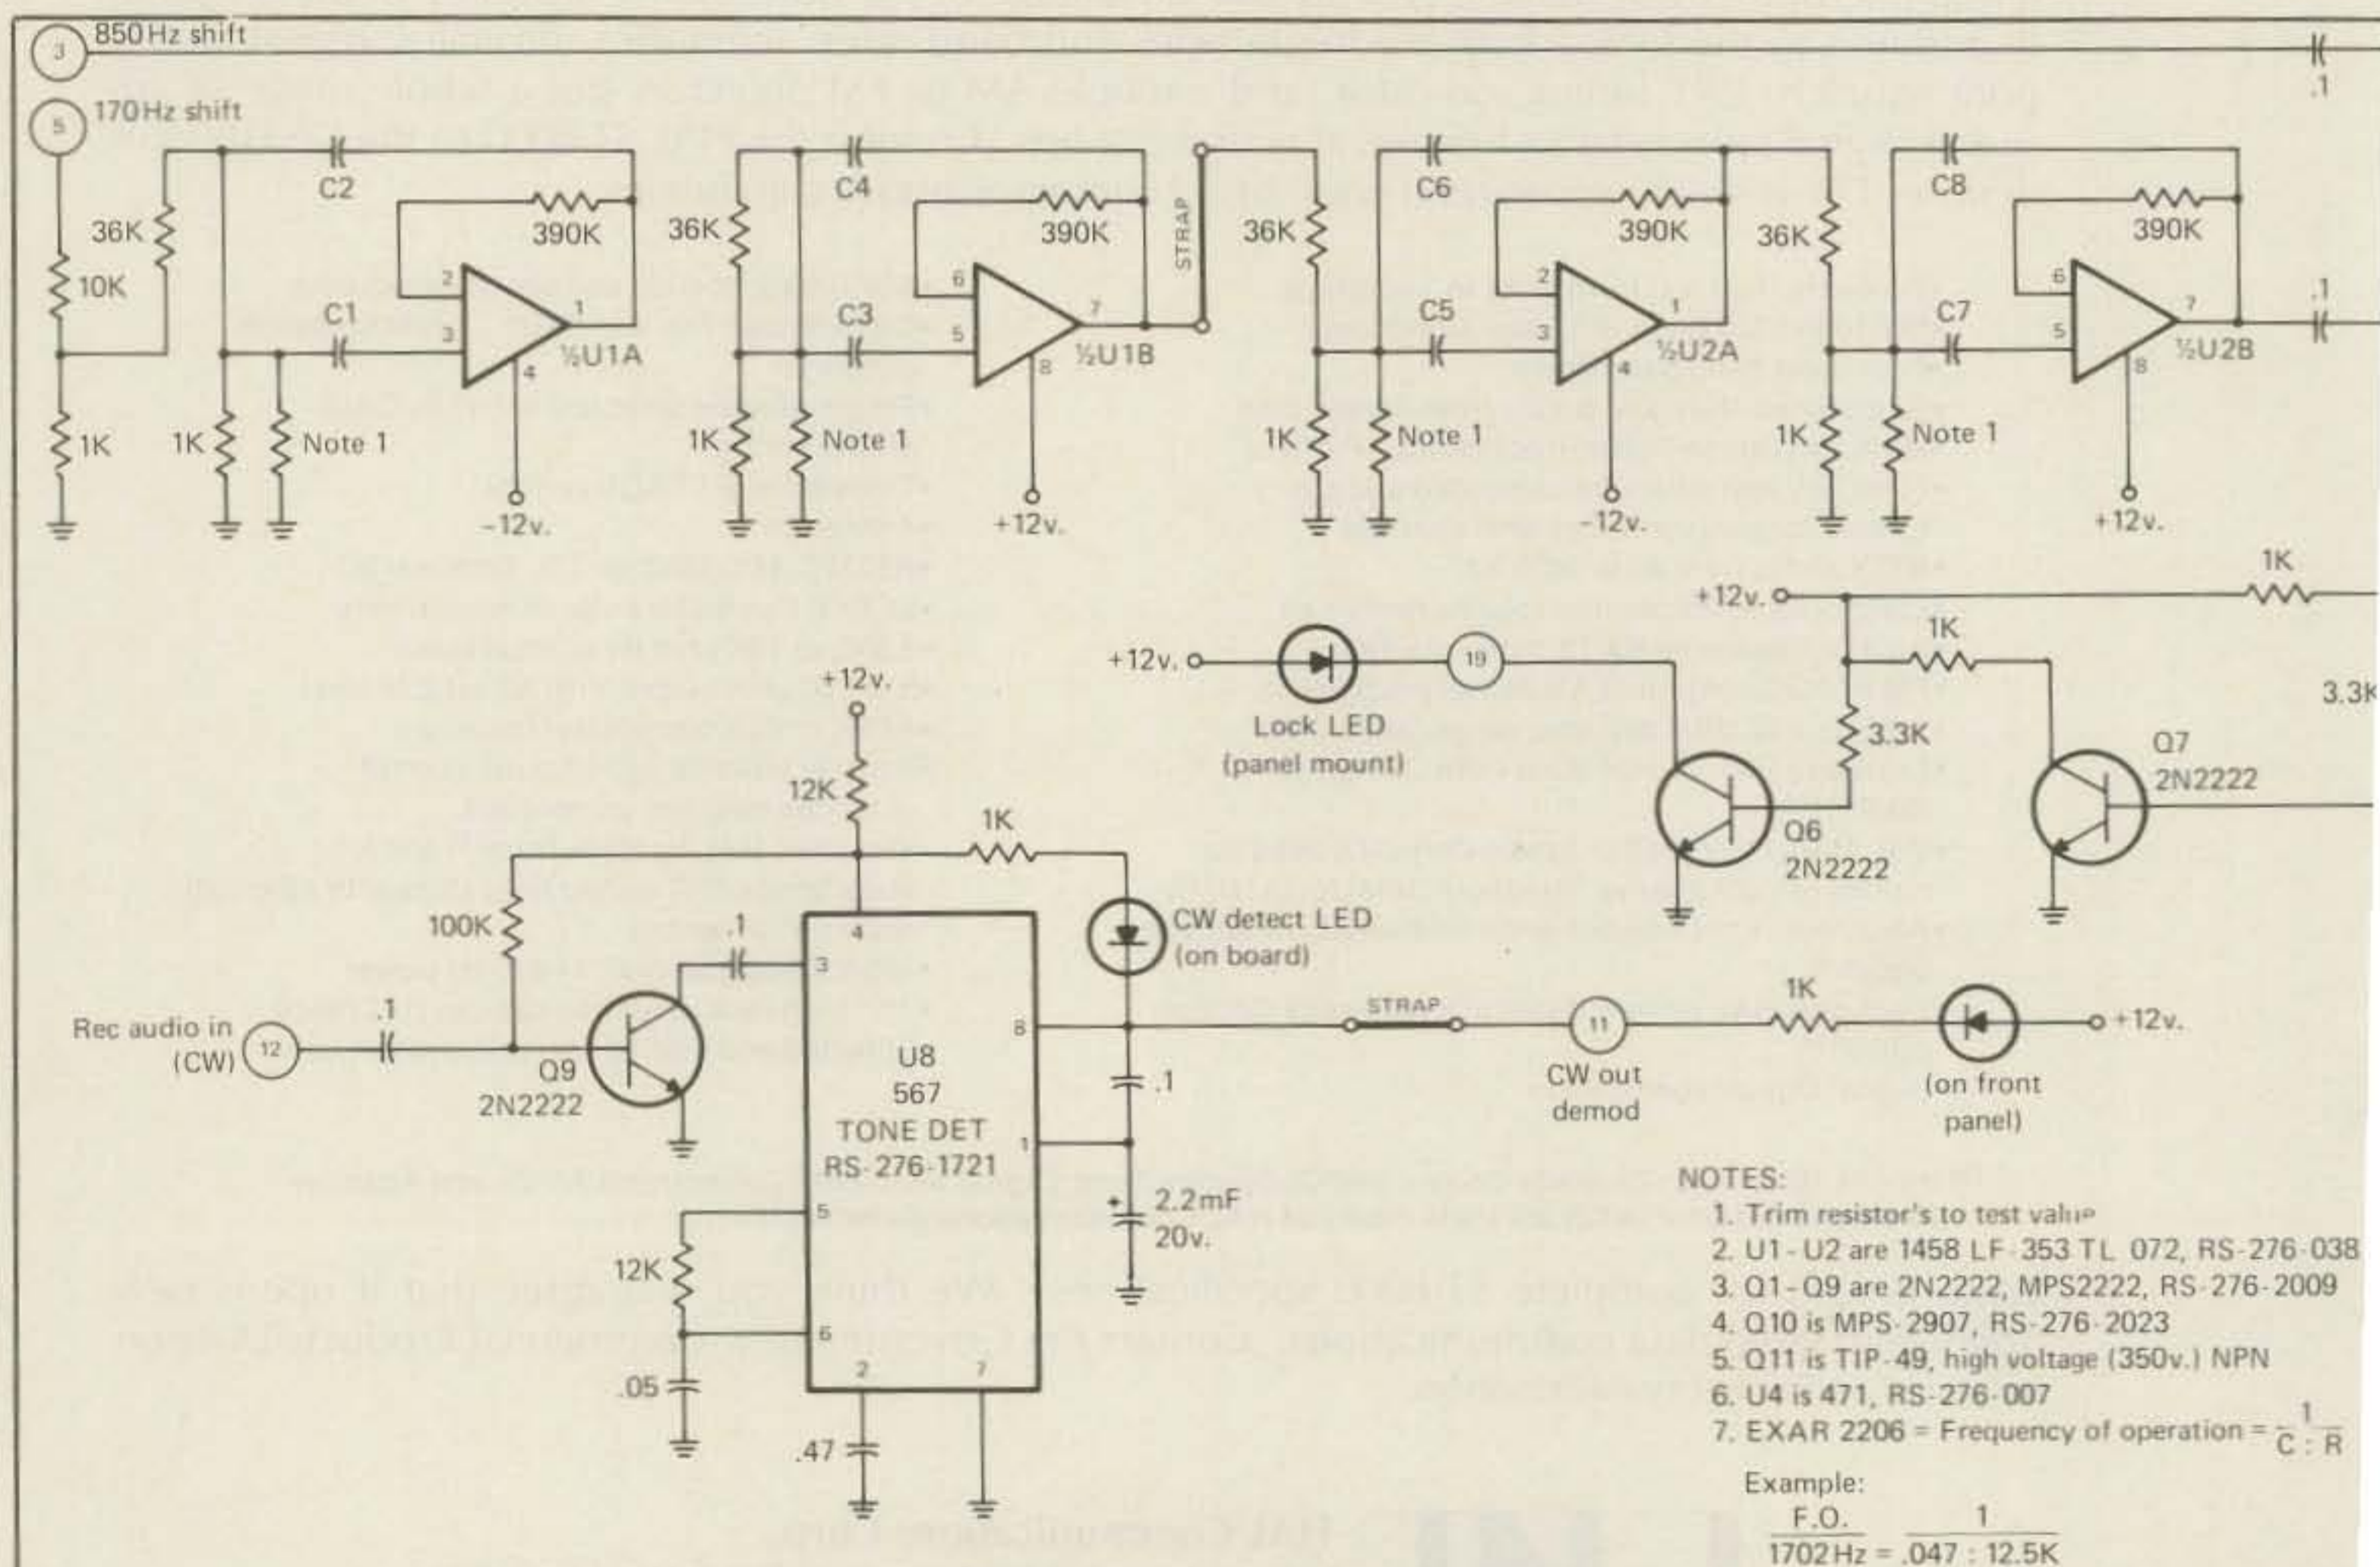 3 850 Hz shift
.1
5 170 Hz shift
C2
C4
C6
C8
36K
390K
36K
390K
STRAP
36K
390K
36K
390K
10K
2
6
2
6
.1
C1
1
C3
7
C5
1
C7
7
3
½U1A
5
½U1B
3
½U2A
5
½U2B
4
8
4
8
1K
1K
Note 1
1K
Note 1
1K
Note 1
1K
Note 1
-12v.
+12v.
-12v.
+12v.
1K
+12v.
1K
+12v.
19
+12v.
3.3K
Lock LED
(panel mount)
3.3K
Q7
2N2222
12K
1K
Q6
2N2222
100K
.1
4
CW detect LED
(on board)
3
1K
STRAP
.1
Rec audio in
(CW)
12
8
11
+12v.
Q9
2N2222
U8
567
TONE DET
RS-276-1721
.1
CW out
demod
(on front
panel)
1
5
+
2.2mF
20v.
12K
6
.05
2
7
.47
NOTES:
1. Trim resistor's to test value
2. U1-U2 are 1458 LF-353 TL 072, RS-276-038
3. Q1-Q9 are 2N2222, MPS2222, RS-276-2009
4. Q10 is MPS-2907, RS-276-2023
5. Q11 is TIP-49, high voltage (350v.) NPN
6. U4 is 471, RS-276-007
7. EXAR 2206 = Frequency of operation = 1 / C : R
Example:
F.O. / 1702 Hz = 1 / .047 : 12.5K